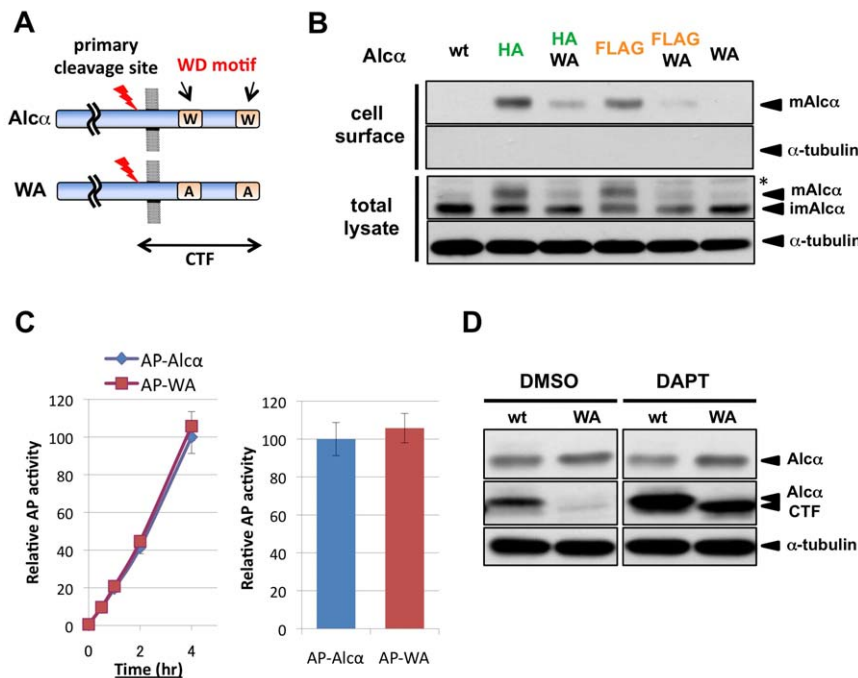 A
primary
cleavage site
WD motif
Alcα
W
W
WA
A
A
CTF
B
Alcα
wt
HA
HA
WA
FLAG
FLAG
WA
WA
cell
surface
mAlcα
α-tubulin
total
lysate
*
mAlcα
imAlcα
α-tubulin
C
AP-Alcα
AP-WA
Relative AP activity
120
100
80
60
40
20
0
0
2
4
Time (hr)
Relative AP activity
120
100
80
60
40
20
0
AP-Alcα
AP-WA
D
DMSO
DAPT
wt
WA
wt
WA
Alcα
Alcα
CTF
α-tubulin